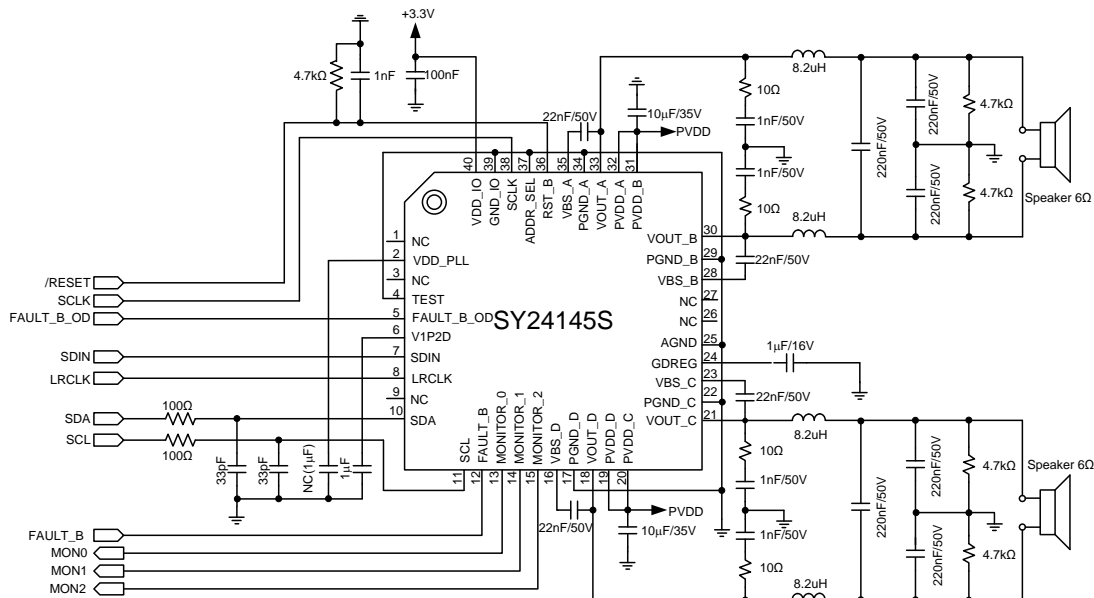 +3.3V
4.7kΩ
1nF
100nF
22nF/50V
10μF/35V
PVDD
10Ω
1nF/50V
1nF/50V
10Ω
8.2uH
8.2uH
220nF/50V
220nF/50V
220nF/50V
4.7kΩ
4.7kΩ
Speaker 6Ω
40
39
38
37
36
35
34
33
32
31
VDD_IO
GND_IO
SCLK
ADDR_SEL
RST_B
VBS_A
PGND_A
VOUT_A
PVDD_A
PVDD_B
/RESET
SCLK
FAULT_B_OD
SDIN
LRCLK
SDA
SCL
100Ω
100Ω
33pF
33pF
NC(1μF)
1μF
1 NC
2 VDD_PLL
3 NC
4 TEST
5 FAULT_B_OD
6 V1P2D
7 SDIN
8 LRCLK
9 NC
10 SDA
SY24145S
VOUT_B 30
PGND_B 29
VBS_B 28
NC 27
NC 26
AGND 25
GDREG 24
VBS_C 23
PGND_C 22
VOUT_C 21
22nF/50V
1μF/16V
22nF/50V
SCL
FAULT_B
MONITOR_0
MONITOR_1
MONITOR_2
VBS_D
PGND_D
VOUT_D
PVDD_D
PVDD_C
11
12
13
14
15
16
17
18
19
20
22nF/50V
PVDD
10μF/35V
FAULT_B
MON0
MON1
MON2
8.2uH
10Ω
1nF/50V
1nF/50V
10Ω
8.2uH
220nF/50V
220nF/50V
220nF/50V
4.7kΩ
4.7kΩ
Speaker 6Ω